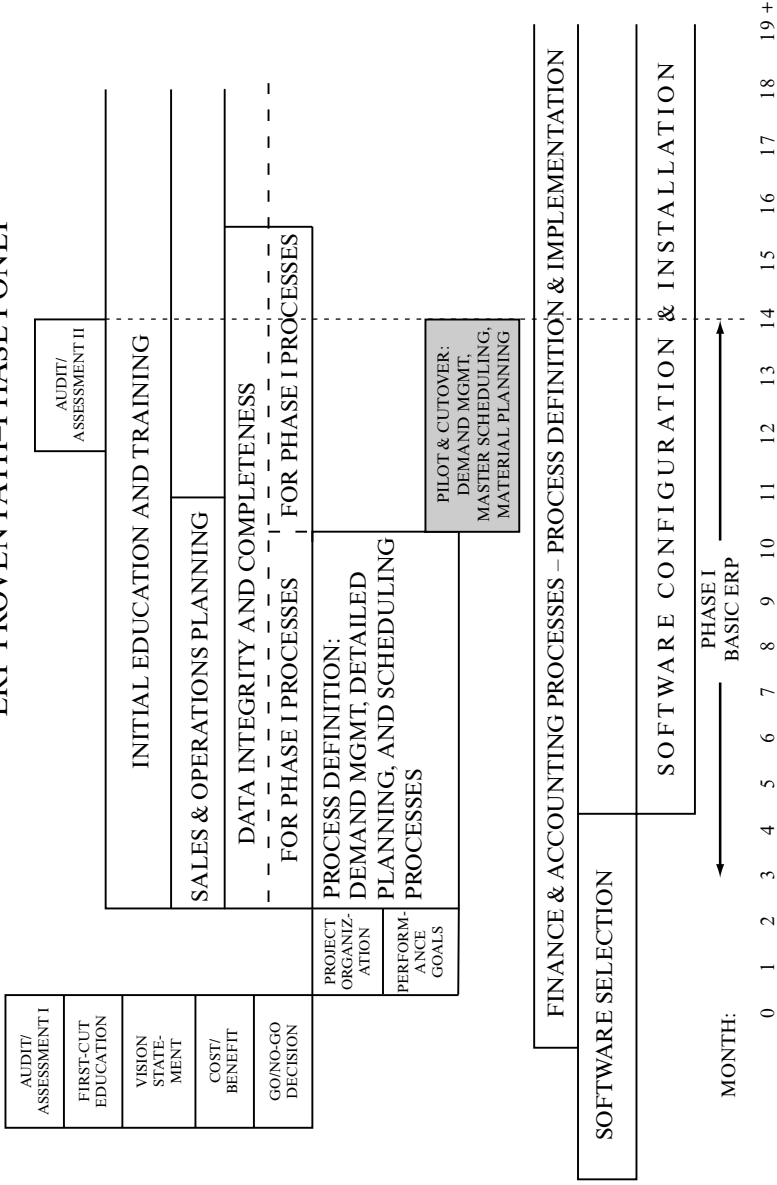 ERP PROVEN PATH–PHASE I ONLY
AUDIT/
ASSESSMENT I
FIRST-CUT
EDUCATION
VISION
STATE-
MENT
COST/
BENEFIT
GO/NO-GO
DECISION
AUDIT/
ASSESSMENT II
INITIAL EDUCATION AND TRAINING
SALES & OPERATIONS PLANNING
DATA INTEGRITY AND COMPLETENESS
FOR PHASE I PROCESSES
FOR PHASE I PROCESSES
PROJECT
ORGANIZ-
ATION
PERFORM-
ANCE
GOALS
PROCESS DEFINITION:
DEMAND MGMT, DETAILED
PLANNING, AND SCHEDULING
PROCESSES
PILOT & CUTOVER:
DEMAND MGMT,
MASTER SCHEDULING,
MATERIAL PLANNING
FINANCE & ACCOUNTING PROCESSES – PROCESS DEFINITION & IMPLEMENTATION
SOFTWARE SELECTION
SOFTWARE CONFIGURATION & INSTALLATION
PHASE I
BASIC ERP
MONTH: 0 1 2 3 4 5 6 7 8 9 10 11 12 13 14 15 16 17 18 19 +